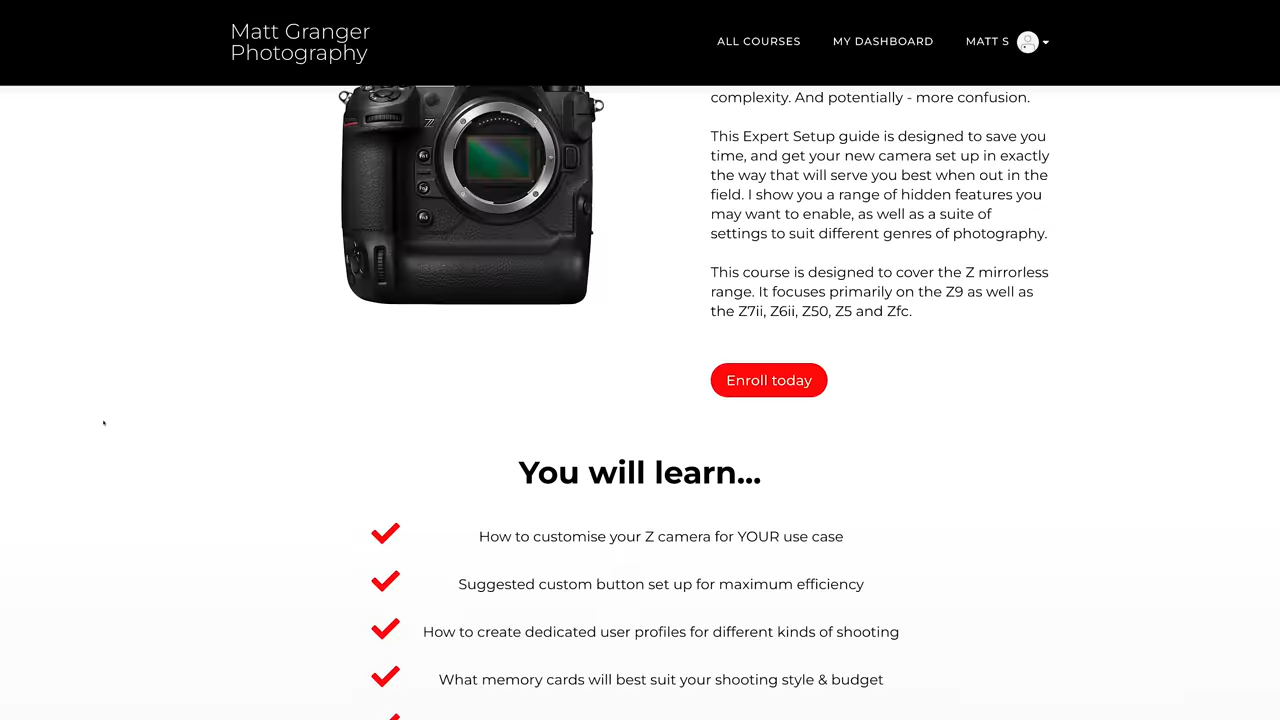 Matt Granger
Photography
ALL COURSES
MY DASHBOARD
MATT S
complexity. And potentially - more confusion.
This Expert Setup guide is designed to save you
time, and get your new camera set up in exactly
the way that will serve you best when out in the
field. I show you a range of hidden features you
may want to enable, as well as a suite of
settings to suit different genres of photography.
This course is designed to cover the Z mirrorless
range. It focuses primarily on the Z9 as well as
the Z7ii, Z6ii, Z50, Z5 and Zfc.
Z
Fn1
Fn2
Fn3
Enroll today
You will learn...
How to customise your Z camera for YOUR use case
Suggested custom button set up for maximum efficiency
How to create dedicated user profiles for different kinds of shooting
What memory cards will best suit your shooting style & budget